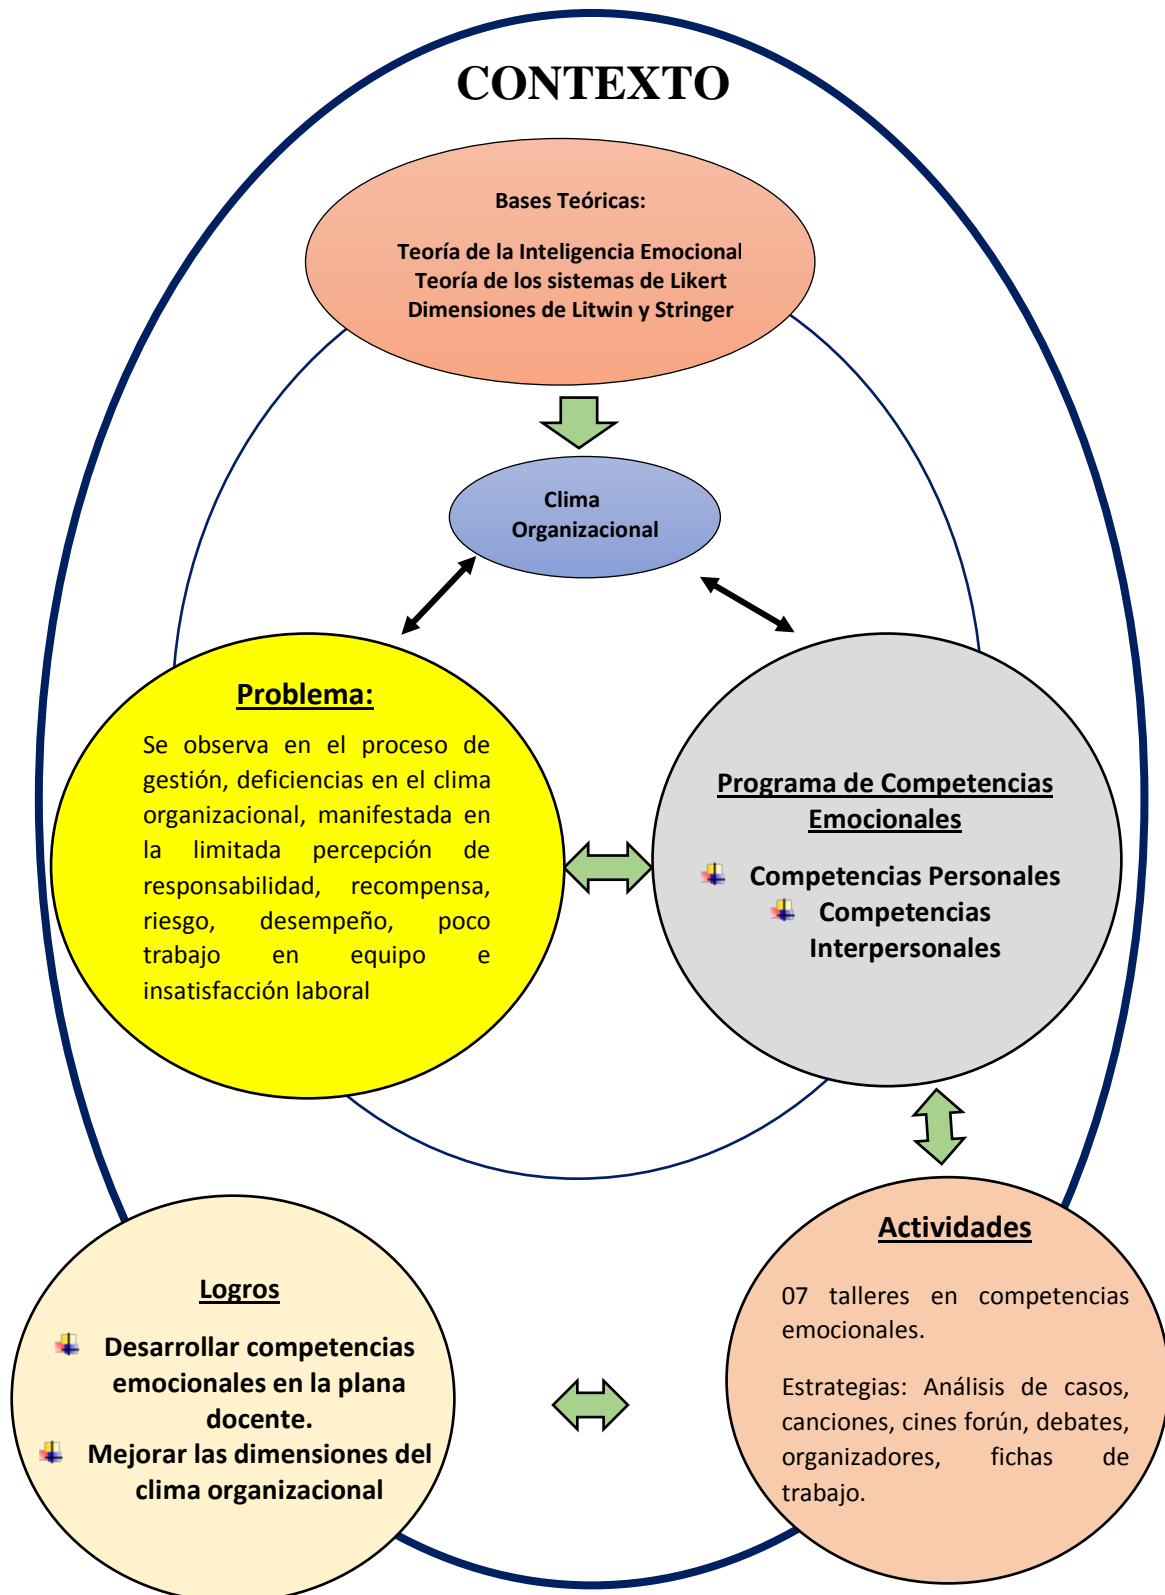 CONTEXTO
Bases Teóricas:
Teoría de la Inteligencia Emocional
Teoría de los sistemas de Likert
Dimensiones de Litwin y Stringer
Clima
Organizacional
Problema:
Se observa en el proceso de
gestión, deficiencias en el clima
organizacional, manifestada en
la limitada percepción de
responsabilidad, recompensa,
riesgo, desempeño, poco
trabajo en equipo e
insatisfacción laboral
Programa de Competencias
Emocionales
Competencias Personales
Competencias
Interpersonales
Actividades
07 talleres en competencias
emocionales.
Estrategias: Análisis de casos,
canciones, cines forún, debates,
organizadores, fichas de
trabajo.
Logros
Desarrollar competencias
emocionales en la plana
docente.
Mejorar las dimensiones del
clima organizacional